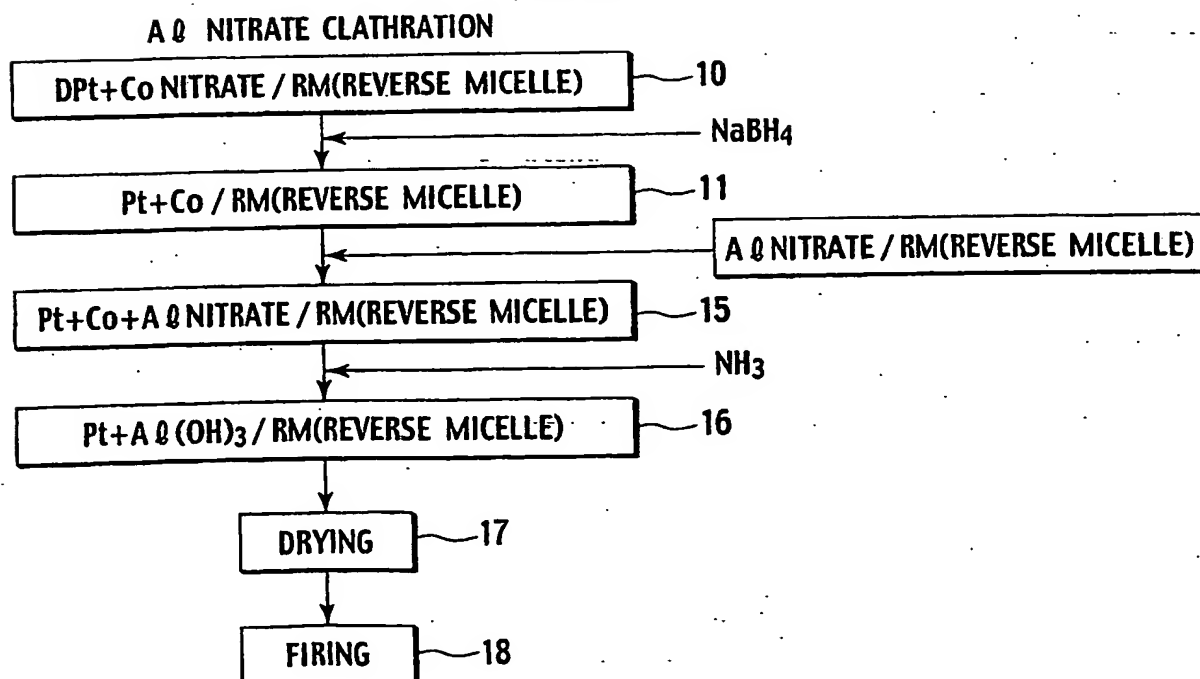 Aℓ NITRATE CLATHRATION
DPt+Co NITRATE / RM(REVERSE MICELLE)
10
NaBH4
Pt+Co / RM(REVERSE MICELLE)
11
Aℓ NITRATE / RM(REVERSE MICELLE)
Pt+Co+Aℓ NITRATE / RM(REVERSE MICELLE)
15
NH3
Pt+Aℓ(OH)3 / RM(REVERSE MICELLE)
16
DRYING
17
FIRING
18